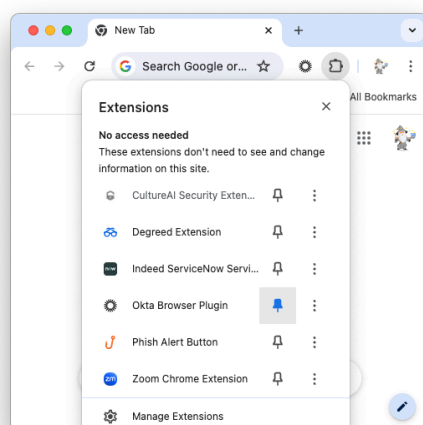 New Tab
Search Google or...
All Bookmarks
Extensions
No access needed
These extensions don't need to see and change
information on this site.
CultureAI Security Exten...
Degreed Extension
now
Indeed ServiceNow Servi...
Okta Browser Plugin
Phish Alert Button
zm
Zoom Chrome Extension
Manage Extensions